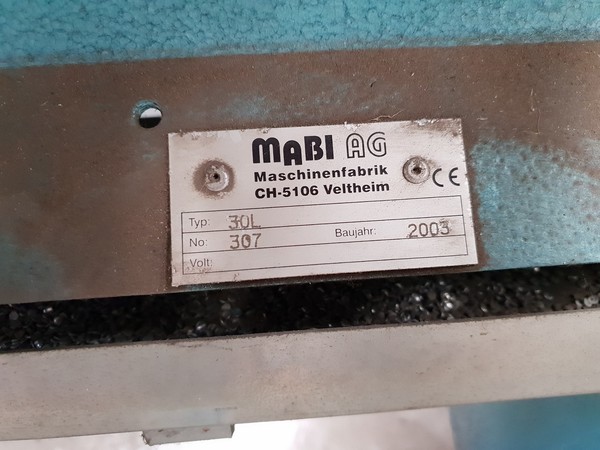 MABI AG
Maschinenfabrik
CH-5106 Veltheim
CE
Typ: 30L
No: 307 Baujahr: 2003
Volt: